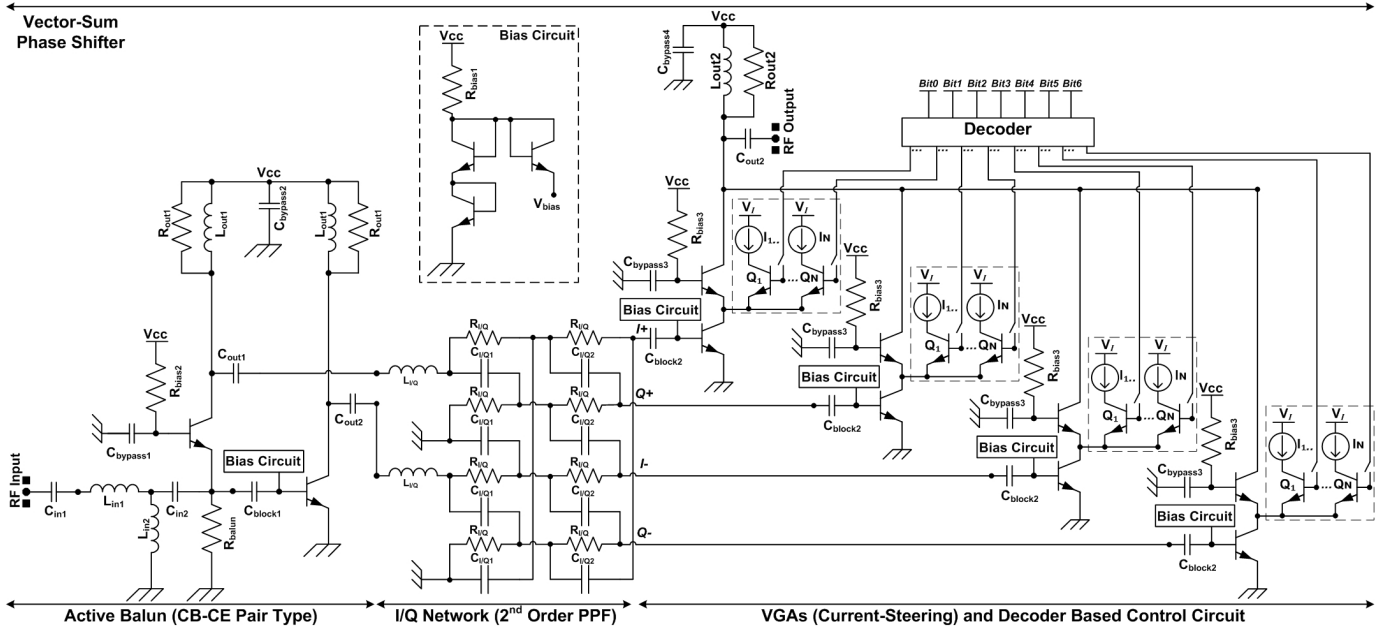 Vector-Sum
Phase Shifter
Bias Circuit
Vcc
Rbias1
Vbias
Vcc
Cbypass4
Lout2
Rout2
Cout2
RF Output
Bit0 Bit1 Bit2 Bit3 Bit4 Bit5 Bit6
Decoder
... ... ... ... ... ...
Vcc
Rout1
Lout1
Cbypass2
Lout1
Rout1
Vcc
Rbias2
Cbypass1
Cout1
Cout2
Bias Circuit
RF Input
Cin1
Lin1
Lin2
Cin2
Rbalun
Cblock1
LI/Q
LI/Q
RI/Q
CI/Q1
RI/Q
CI/Q2
RI/Q
CI/Q1
RI/Q
CI/Q2
RI/Q
CI/Q1
RI/Q
CI/Q2
RI/Q
CI/Q1
RI/Q
CI/Q2
I+
Q+
I-
Q-
Vcc
Rbias3
Cbypass3
Bias Circuit
Cblock2
VI VI
I1.. IN
Q1 ... QN
Vcc
Rbias3
Cbypass3
Bias Circuit
Cblock2
VI VI
I1.. IN
Q1 ... QN
Vcc
Rbias3
Cbypass3
Bias Circuit
Cblock2
VI VI
I1.. IN
Q1 ... QN
Vcc
Rbias3
Cbypass3
Bias Circuit
Cblock2
VI VI
I1.. IN
Q1 ... QN
Active Balun (CB-CE Pair Type)
I/Q Network (2nd Order PPF)
VGAs (Current-Steering) and Decoder Based Control Circuit